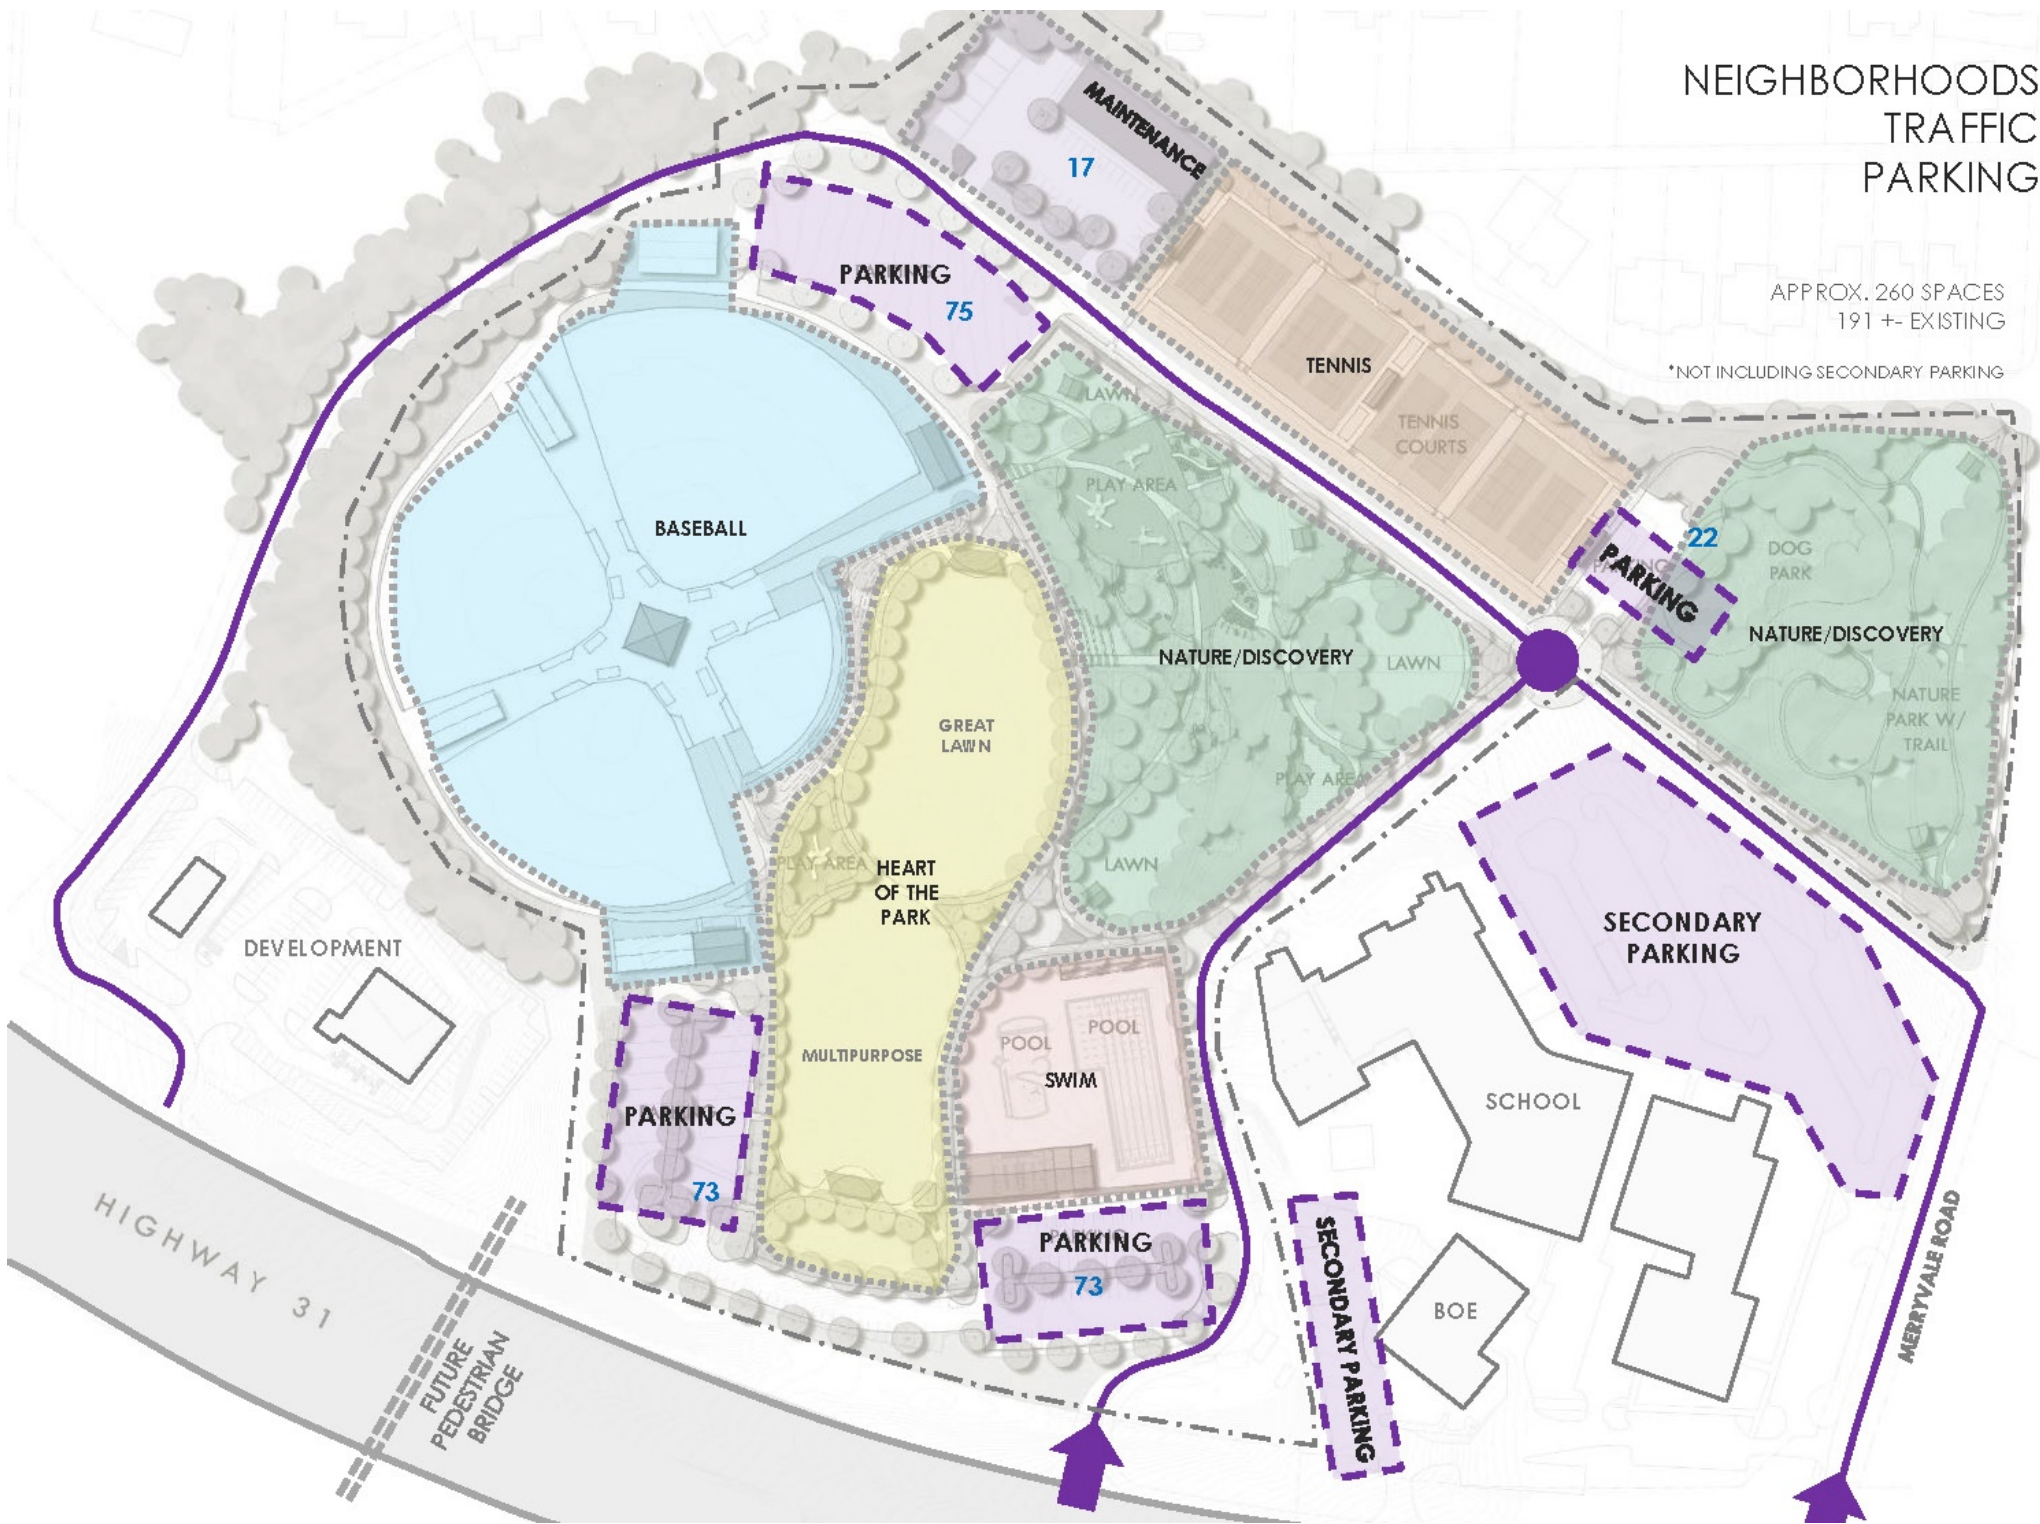 NEIGHBORHOODS
TRAFFIC
PARKING
APPROX. 260 SPACES
191 +- EXISTING
*NOT INCLUDING SECONDARY PARKING
MAINTENANCE
17
PARKING
75
TENNIS
TENNIS
COURTS
LAWN
PLAY AREA
BASEBALL
22
PARKING
PARKING
DOG
PARK
NATURE/DISCOVERY
NATURE/DISCOVERY
LAWN
NATURE
PARK W/
TRAIL
GREAT
LAWN
PLAY AREA
PLAY AREA
HEART
OF THE
PARK
LAWN
SECONDARY
PARKING
DEVELOPMENT
POOL
POOL
MULTIPURPOSE
SWIM
SCHOOL
PARKING
73
PARKING
PARKING
73
SECONDARY PARKING
BOE
MERRYVALE ROAD
HIGHWAY 31
FUTURE
PEDESTRIAN
BRIDGE